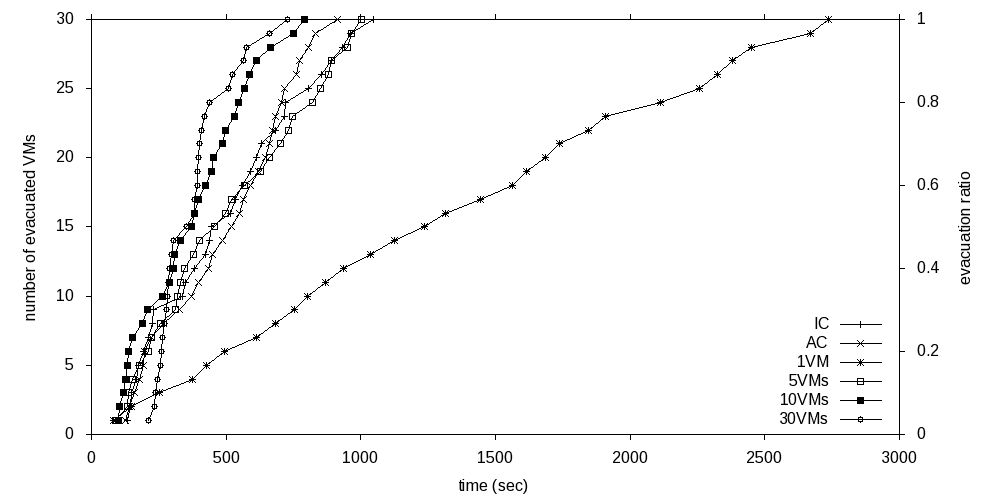 30
25
20
15
10
5
0
number of evacuated VMs
1
0.8
0.6
0.4
0.2
0
evacuation ratio
IC
AC
1VM
5VMs
10VMs
30VMs
0 500 1000 1500 2000 2500 3000
time (sec)